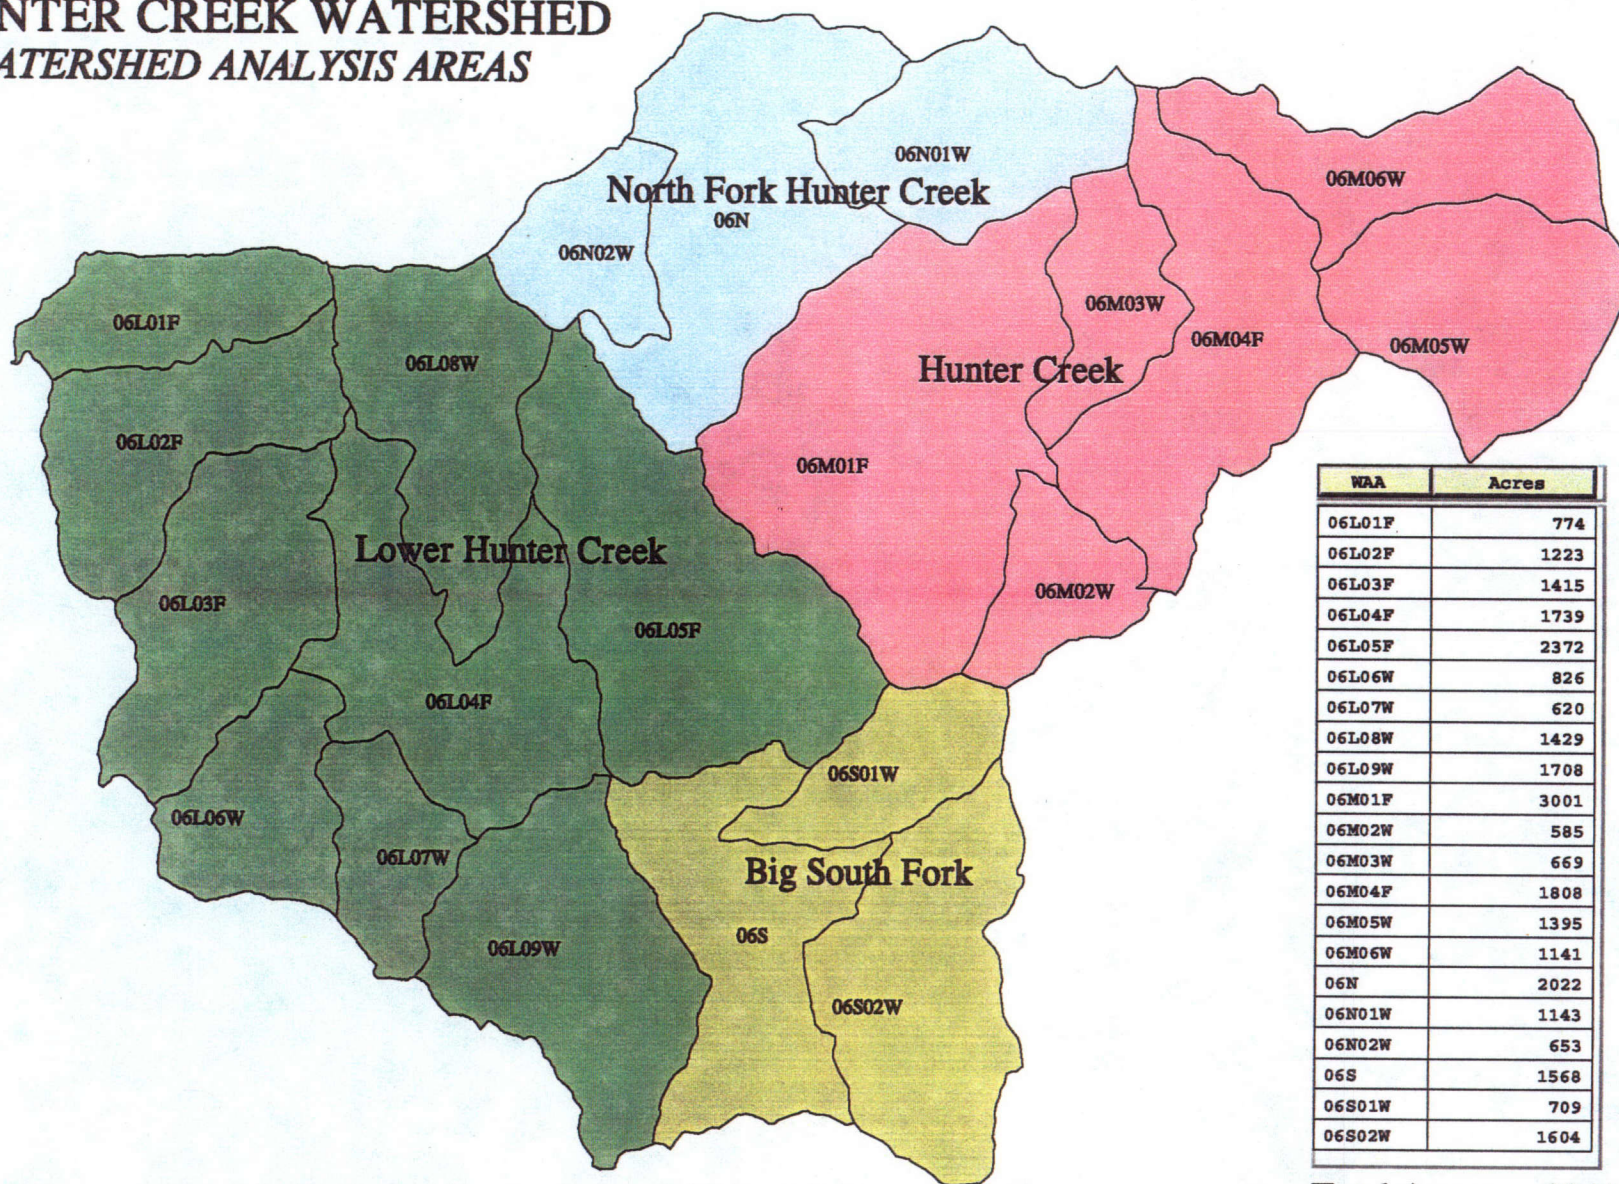 NTER CREEK WATERSHED
ATERSHED ANALYSIS AREAS
06N01W
06M06W
North Fork Hunter Creek
06N
06N02W
06M03W
06L01F
06M04F
06M05W
06L08W
Hunter Creek
06L02F
06M01F
Lower Hunter Creek
06M02W
06L03F
06L05F
06L04F
06S01W
06L06W
06L07W
Big South Fork
06S
06L09W
06S02W
WAA Acres
06L01F 774
06L02F 1223
06L03F 1415
06L04F 1739
06L05F 2372
06L06W 826
06L07W 620
06L08W 1429
06L09W 1708
06M01F 3001
06M02W 585
06M03W 669
06M04F 1808
06M05W 1395
06M06W 1141
06N 2022
06N01W 1143
06N02W 653
06S 1568
06S01W 709
06S02W 1604